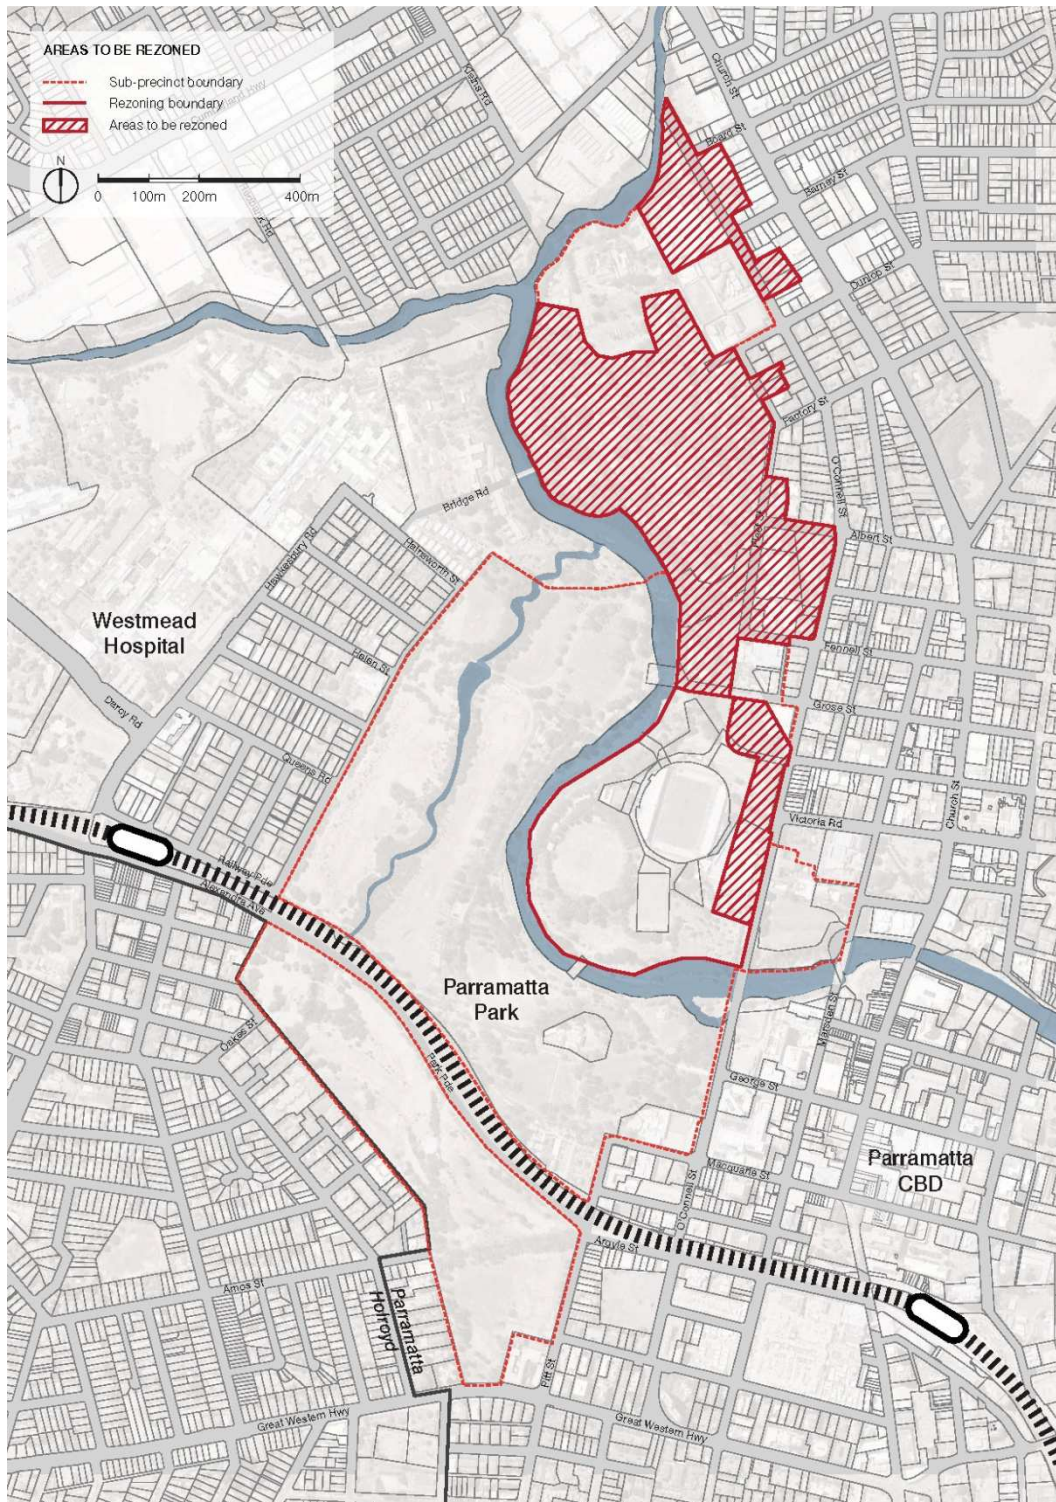 AREAS TO BE REZONED
Sub-precinct boundary
Rezoning boundary
Areas to be rezoned
N
0 100m 200m 400m
Church St
Board St
Barney St
Dunlop St
Factory St
O'Connell St
Albert St
Fleet St
Fennell St
Grose St
Bridge Rd
Hawkesbury Rd
Hainsworth St
Helen St
Queens Rd
Westmead
Hospital
Darcy Rd
Railway Pde
Alexandra Ave
Victoria Rd
Church St
Parramatta
Park
Park Pde
Oakes St
Marsden St
George St
Macquarie St
O'Connell St
Argyle St
Parramatta
CBD
Amos St
Parramatta
Holroyd
Pitt St
Great Western Hwy
Great Western Hwy